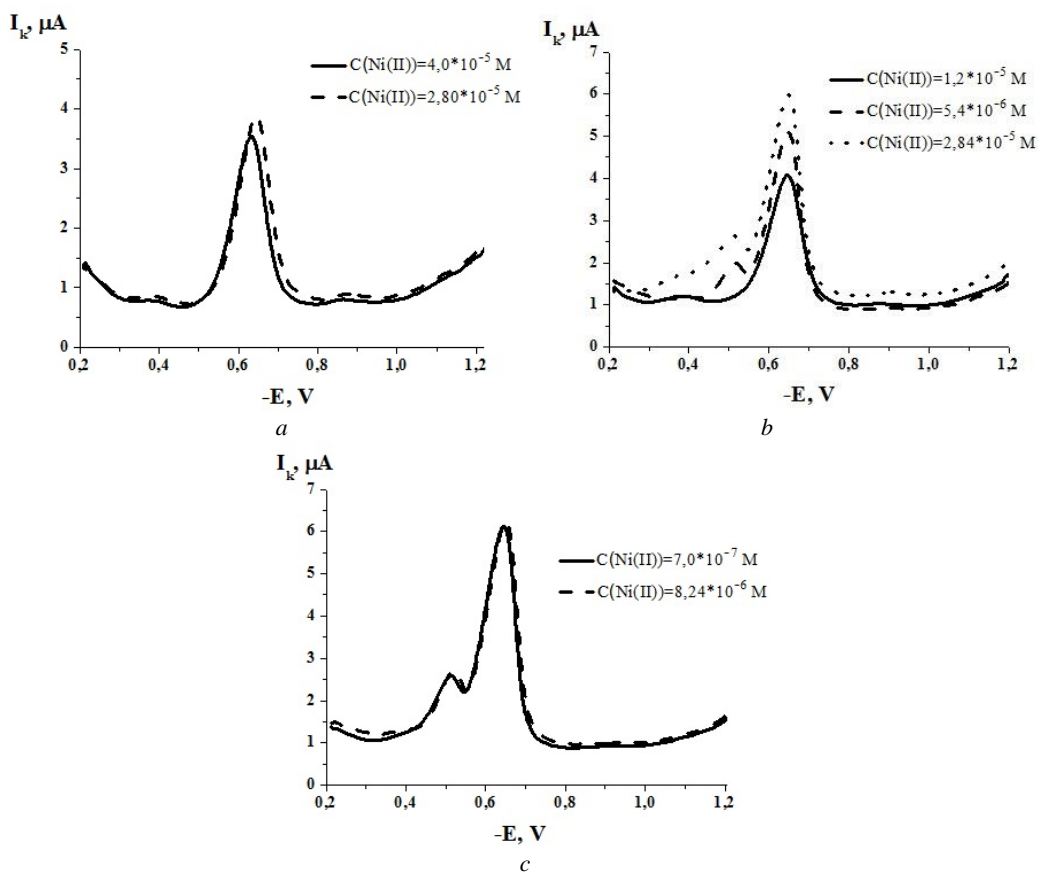 I_k, μA
5
4
3
2
1
0
0,2 0,4 0,6 0,8 1,0 1,2
-E, V
C(Ni(II))=4,0*10⁻⁵ M
C(Ni(II))=2,80*10⁻⁵ M
a
I_k, μA
7
6
5
4
3
2
1
0
0,2 0,4 0,6 0,8 1,0 1,2
-E, V
C(Ni(II))=1,2*10⁻⁵ M
C(Ni(II))=5,4*10⁻⁶ M
C(Ni(II))=2,84*10⁻⁵ M
b
I_k, μA
7
6
5
4
3
2
1
0
0,2 0,4 0,6 0,8 1,0 1,2
-E, V
C(Ni(II))=7,0*10⁻⁷ M
C(Ni(II))=8,24*10⁻⁶ M
c